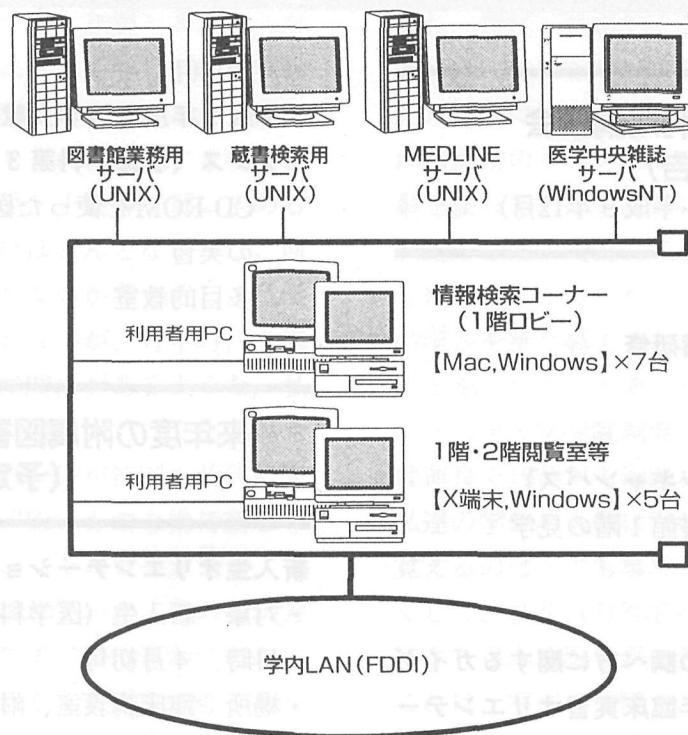 図書館業務用
サーバ
(UNIX)
蔵書検索用
サーバ
(UNIX)
MEDLINE
サーバ
(UNIX)
医学中央雑誌
サーバ
(WindowsNT)
利用者用PC
情報検索コーナー
(1階ロビー)
【Mac,Windows】×7台
利用者用PC
1階・2階閲覧室等
【X端末,Windows】×5台
学内LAN(FDDI)